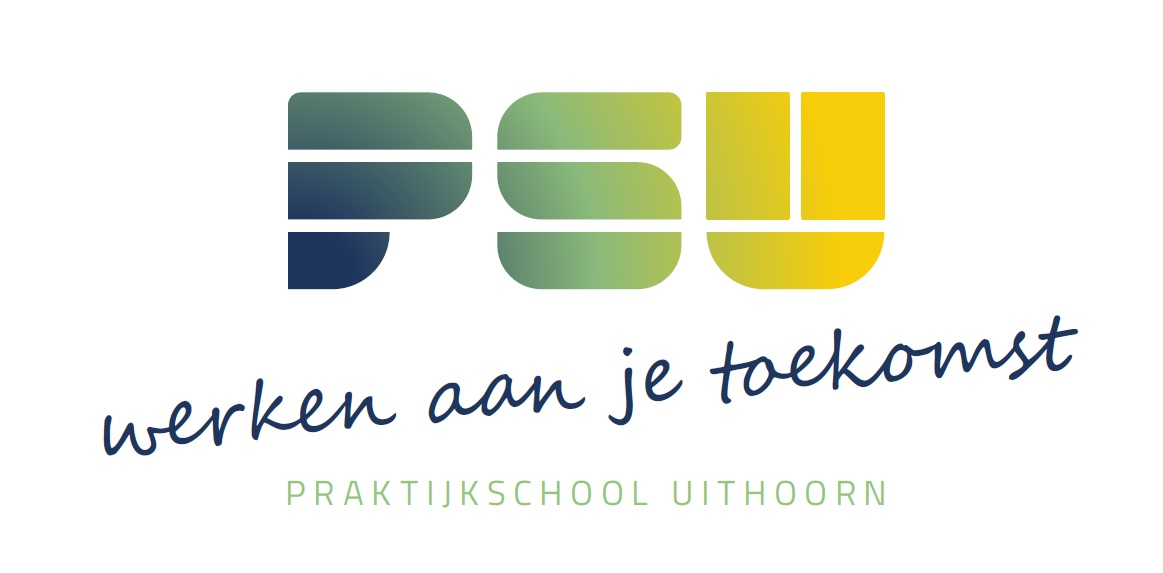 PSU
werken aan je toekomst
PRAKTIJKSCHOOL UITHOORN